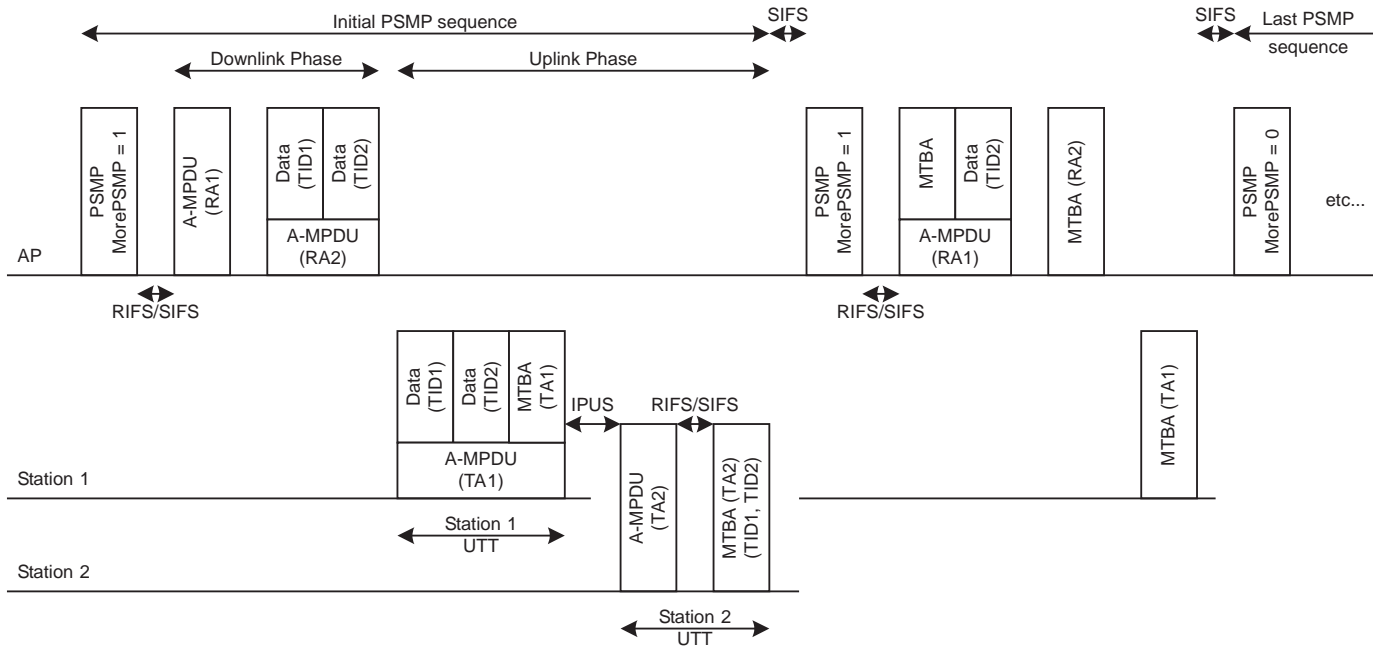 Initial PSMP sequence
SIFS
SIFS
Last PSMP
sequence
Downlink Phase
Uplink Phase
PSMP
MorePSMP = 1
A-MPDU
(RA1)
Data
(TID1)
Data
(TID2)
A-MPDU
(RA2)
PSMP
MorePSMP = 1
MTBA
Data
(TID2)
A-MPDU
(RA1)
MTBA (RA2)
PSMP
MorePSMP = 0
etc...
AP
RIFS/SIFS
RIFS/SIFS
Data
(TID1)
Data
(TID2)
MTBA
(TA1)
A-MPDU
(TA1)
IPUS
RIFS/SIFS
A-MPDU
(TA2)
MTBA (TA2)
(TID1, TID2)
MTBA (TA1)
Station 1
Station 1
UTT
Station 2
Station 2
UTT